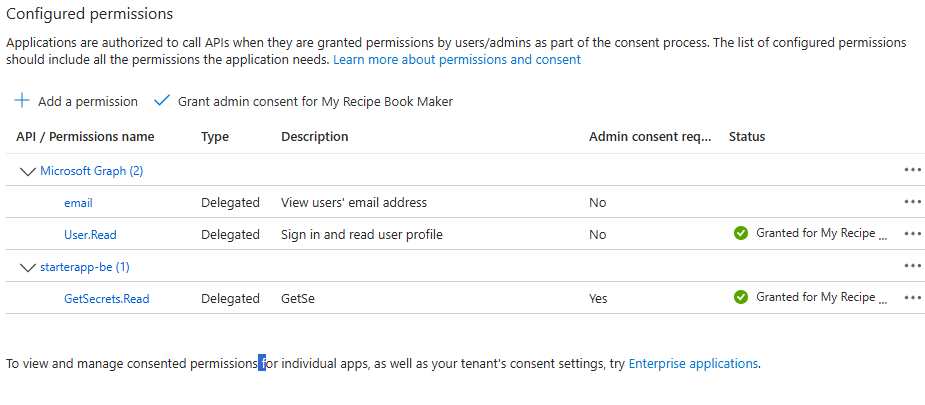 Configured permissions
Applications are authorized to call APIs when they are granted permissions by users/admins as part of the consent process. The list of configured permissions
should include all the permissions the application needs. Learn more about permissions and consent
Add a permission Grant admin consent for My Recipe Book Maker
API / Permissions name Type Description Admin consent req... Status
Microsoft Graph (2) ...
email Delegated View users' email address No ...
User.Read Delegated Sign in and read user profile No Granted for My Recipe ... ...
starterapp-be (1) ...
GetSecrets.Read Delegated GetSe Yes Granted for My Recipe ... ...
To view and manage consented permissions for individual apps, as well as your tenant's consent settings, try Enterprise applications.